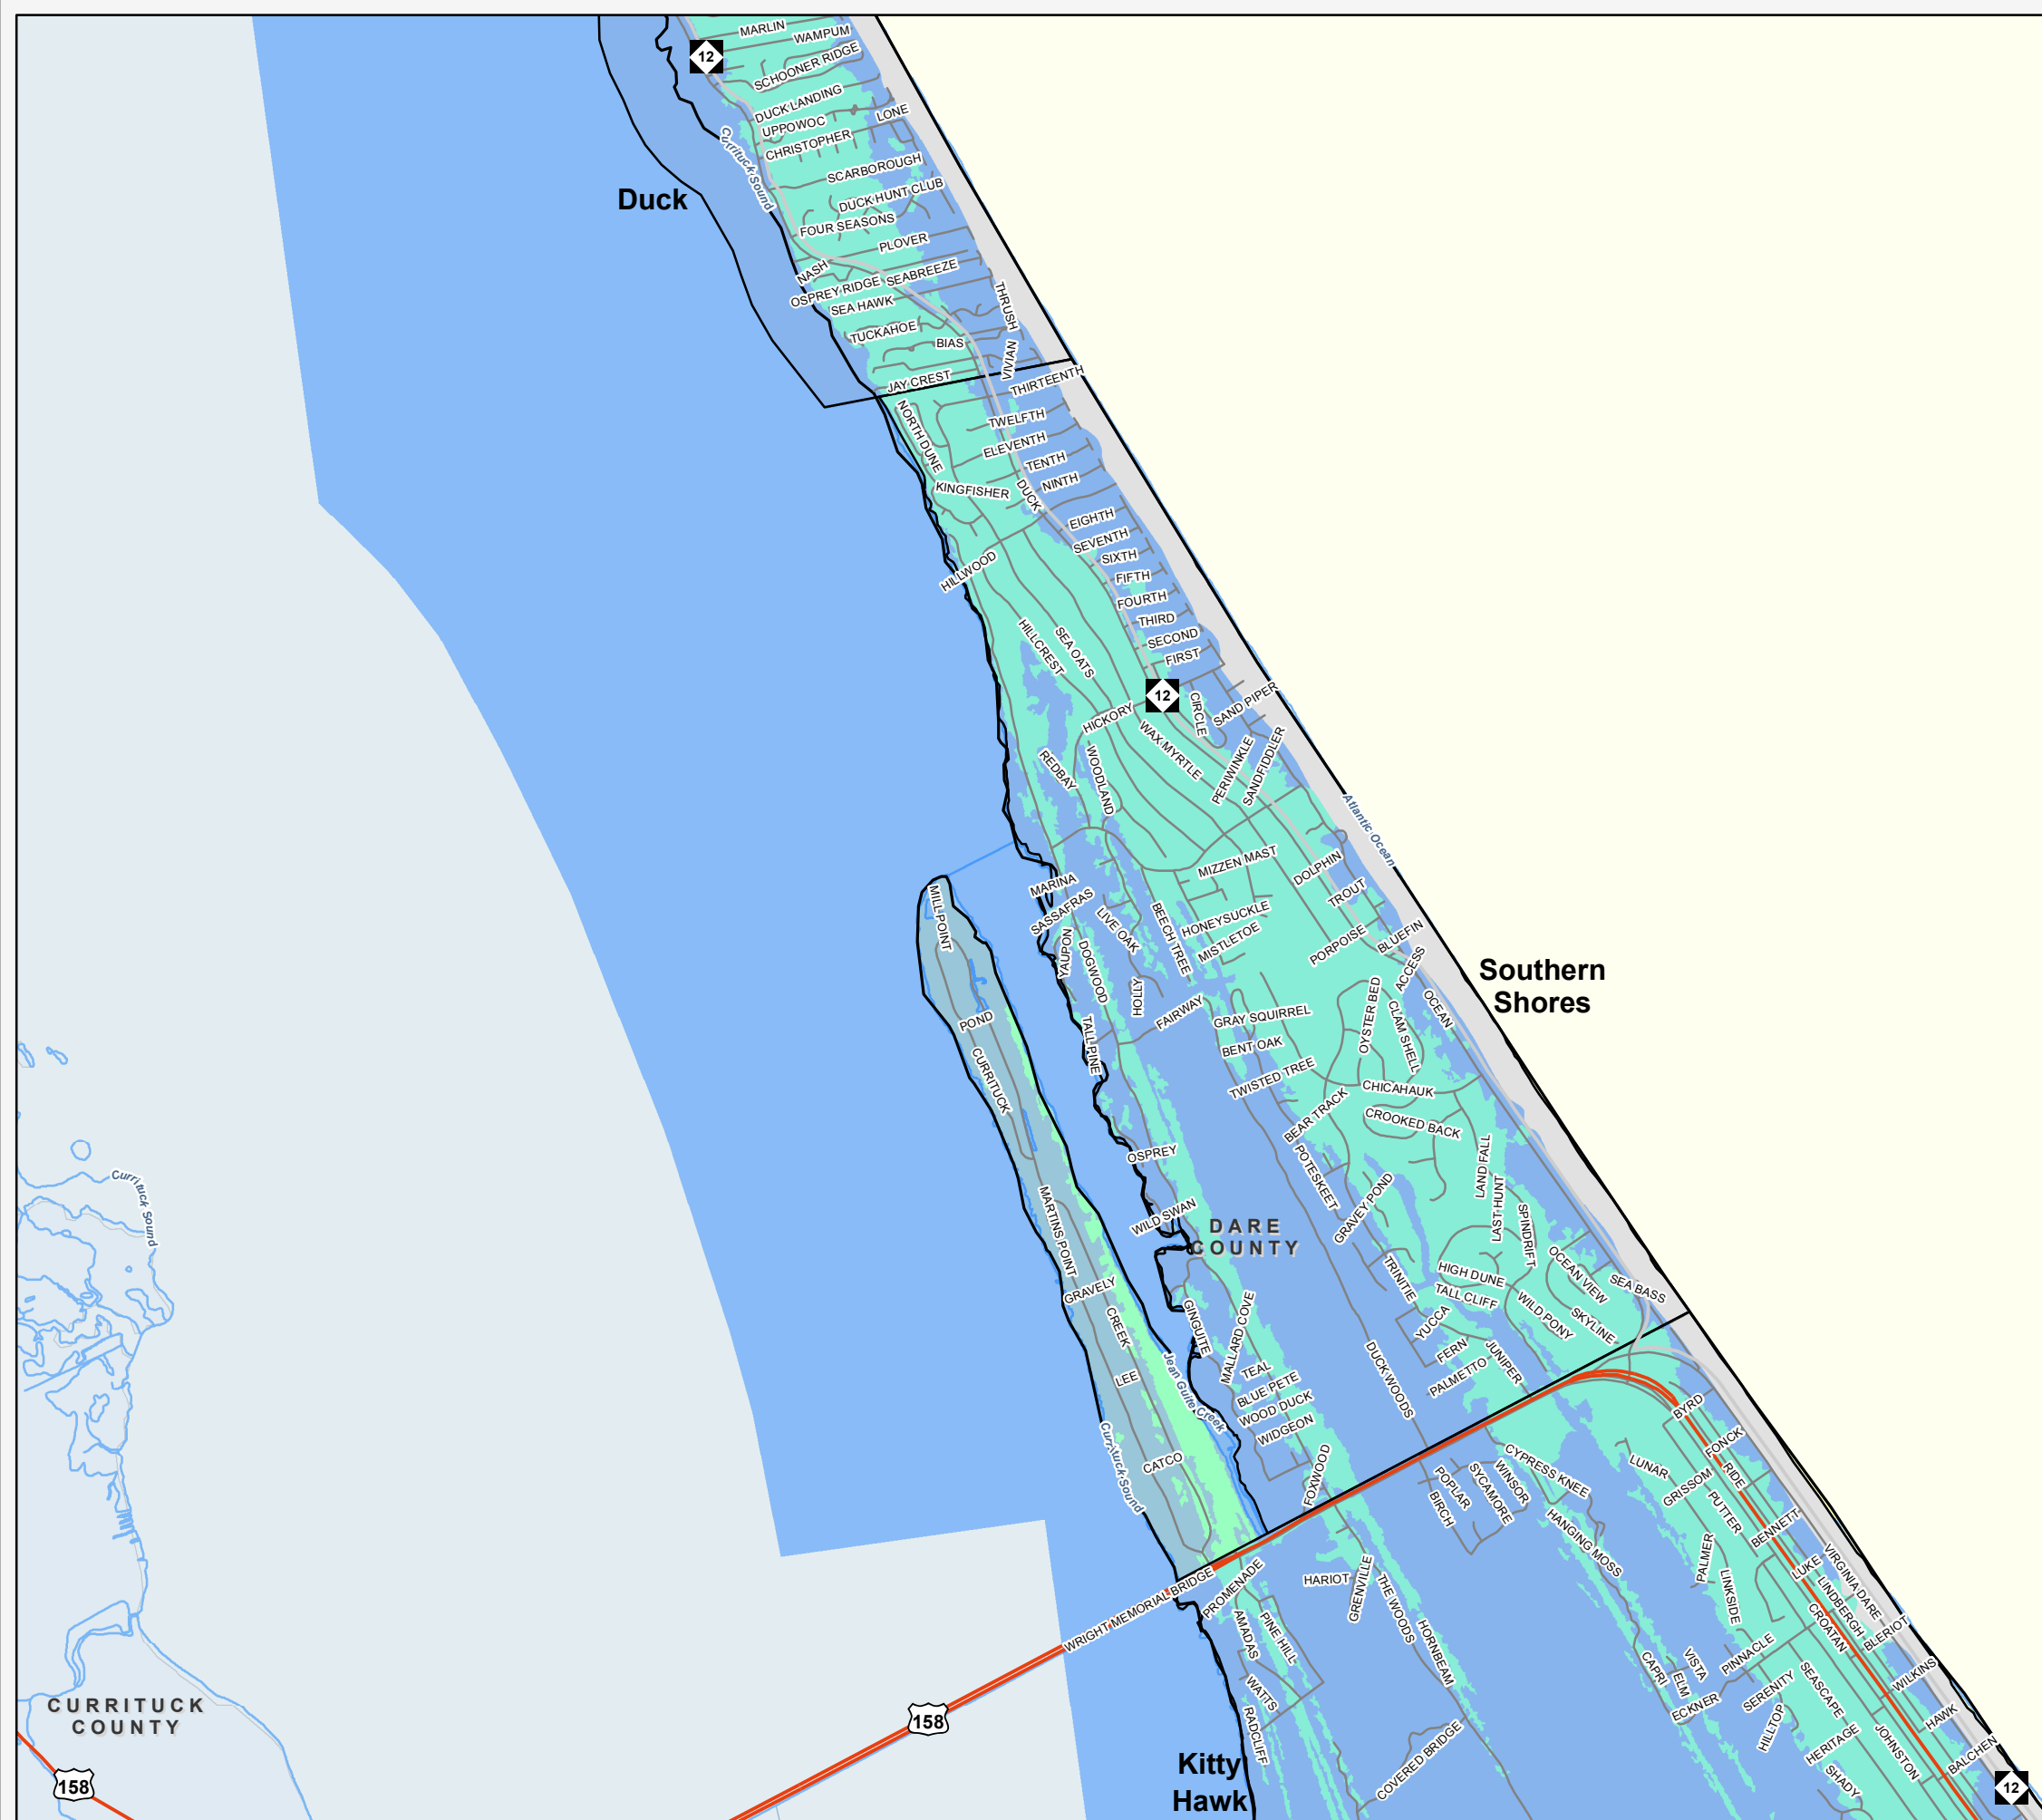 MARLIN
WAMPUM
12
SCHOONER RIDGE
DUCK LANDING
LONE
UPPOWOC
CHRISTOPHER
Currituck Sound
SCARBOROUGH
Duck
DUCK HUNT CLUB
FOUR SEASONS
PLOVER
NASH
SEABREEZE
OSPREY RIDGE
SEA HAWK
THRUSH
TUCKAHOE
BIAS
VIVIAN
JAY CREST
THIRTEENTH
NORTH DUNE
TWELFTH
ELEVENTH
TENTH
NINTH
KINGFISHER
DUCK
EIGHTH
SEVENTH
SIXTH
HILLWOOD
FIFTH
FOURTH
THIRD
SECOND
HILLCREST
SEA OATS
FIRST
12
CIRCLE
SAND PIPER
HICKORY
WAX MYRTLE
PERIWINKLE
SANDFIDDLER
REDBAY
WOODLAND
Atlantic Ocean
MIZZEN MAST
DOLPHIN
MARINA
TROUT
SASSAFRAS
LIVE OAK
BEECH TREE
HONEYSUCKLE
MISTLETOE
MILL POINT
YAUPON
DOGWOOD
PORPOISE
BLUEFIN
ACCESS
Southern
Shores
HOLLY
FAIRWAY
GRAY SQUIRREL
OYSTER BED
CLAM SHELL
OCEAN
POND
TALL PINE
BENT OAK
CURRITUCK
TWISTED TREE
CHICAHAUK
BEAR TRACK
CROOKED BACK
OSPREY
POTESKEET
LAND FALL
Currituck Sound
MARTINS POINT
WILD SWAN
GRAVEY POND
LAST HUNT
SPINDRIFT
DARE
COUNTY
TRINITIE
HIGH DUNE
OCEAN VIEW
SEA BASS
GRAVELY
TALL CLIFF
CREEK
GINGUITE
MALLARD COVE
YUCCA
WILD PONY
SKYLINE
FERN
JUNIPER
PALMETTO
LEE
Jean Guite Creek
TEAL
BLUE PETE
WOOD DUCK
WIDGEON
DUCK WOODS
BYRD
FONCK
CATCO
Currituck Sound
FOXWOOD
POPLAR
BIRCH
SYCAMORE
WINSOR
CYPRESS KNEE
LUNAR
GRISSOM
RIDE
PUTTER
BENNETT
HANGING MOSS
WRIGHT MEMORIAL BRIDGE
PROMENADE
HARIOT
GRENVILLE
THE WOODS
PALMER
LINKSIDE
LUKE
VIRGINIA DARE
LINDBERGH
CROATAN
BLERIOT
AMADAS
PINE HILL
HORNBEAM
CAPRI
ELM
VISTA
PINNACLE
WILKINS
CURRITUCK
COUNTY
158
WATTS
ECKNER
SERENITY
SEASCAPE
HAWK
RADCLIFF
COVERED BRIDGE
HILLTOP
HERITAGE
JOHNSTON
BALCHEN
158
Kitty
Hawk
SHADY
12